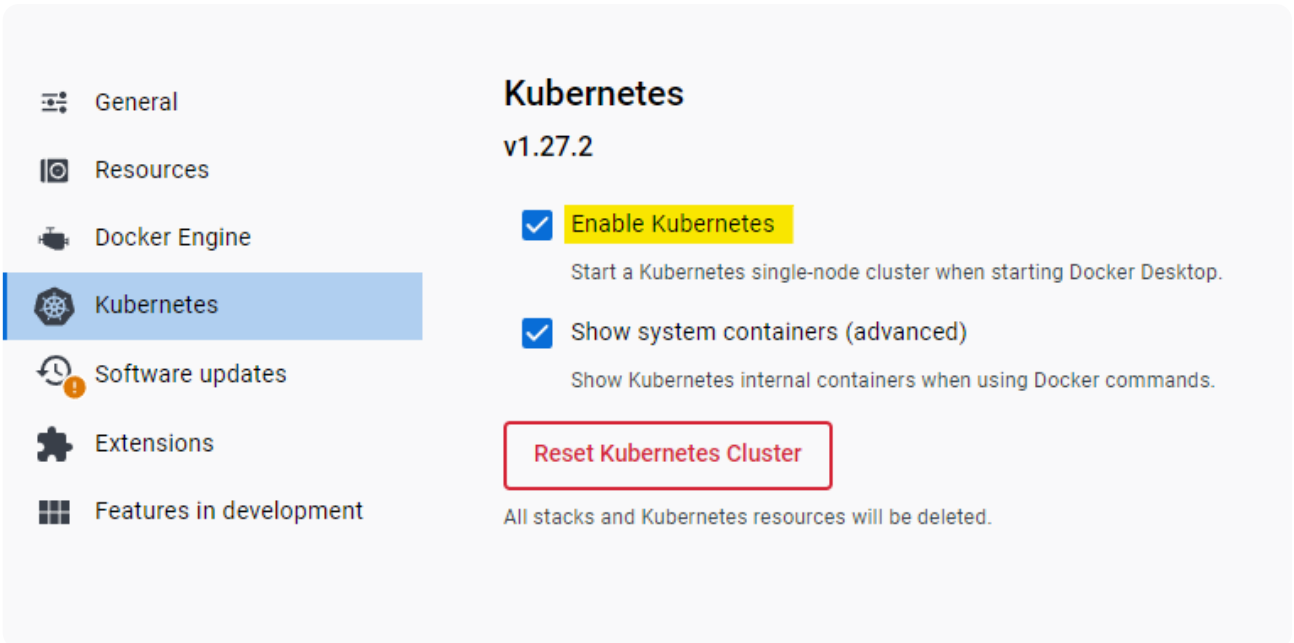 General
Resources
Docker Engine
Kubernetes
Software updates
Extensions
Features in development
Kubernetes
v1.27.2
Enable Kubernetes
Start a Kubernetes single-node cluster when starting Docker Desktop.
Show system containers (advanced)
Show Kubernetes internal containers when using Docker commands.
Reset Kubernetes Cluster
All stacks and Kubernetes resources will be deleted.